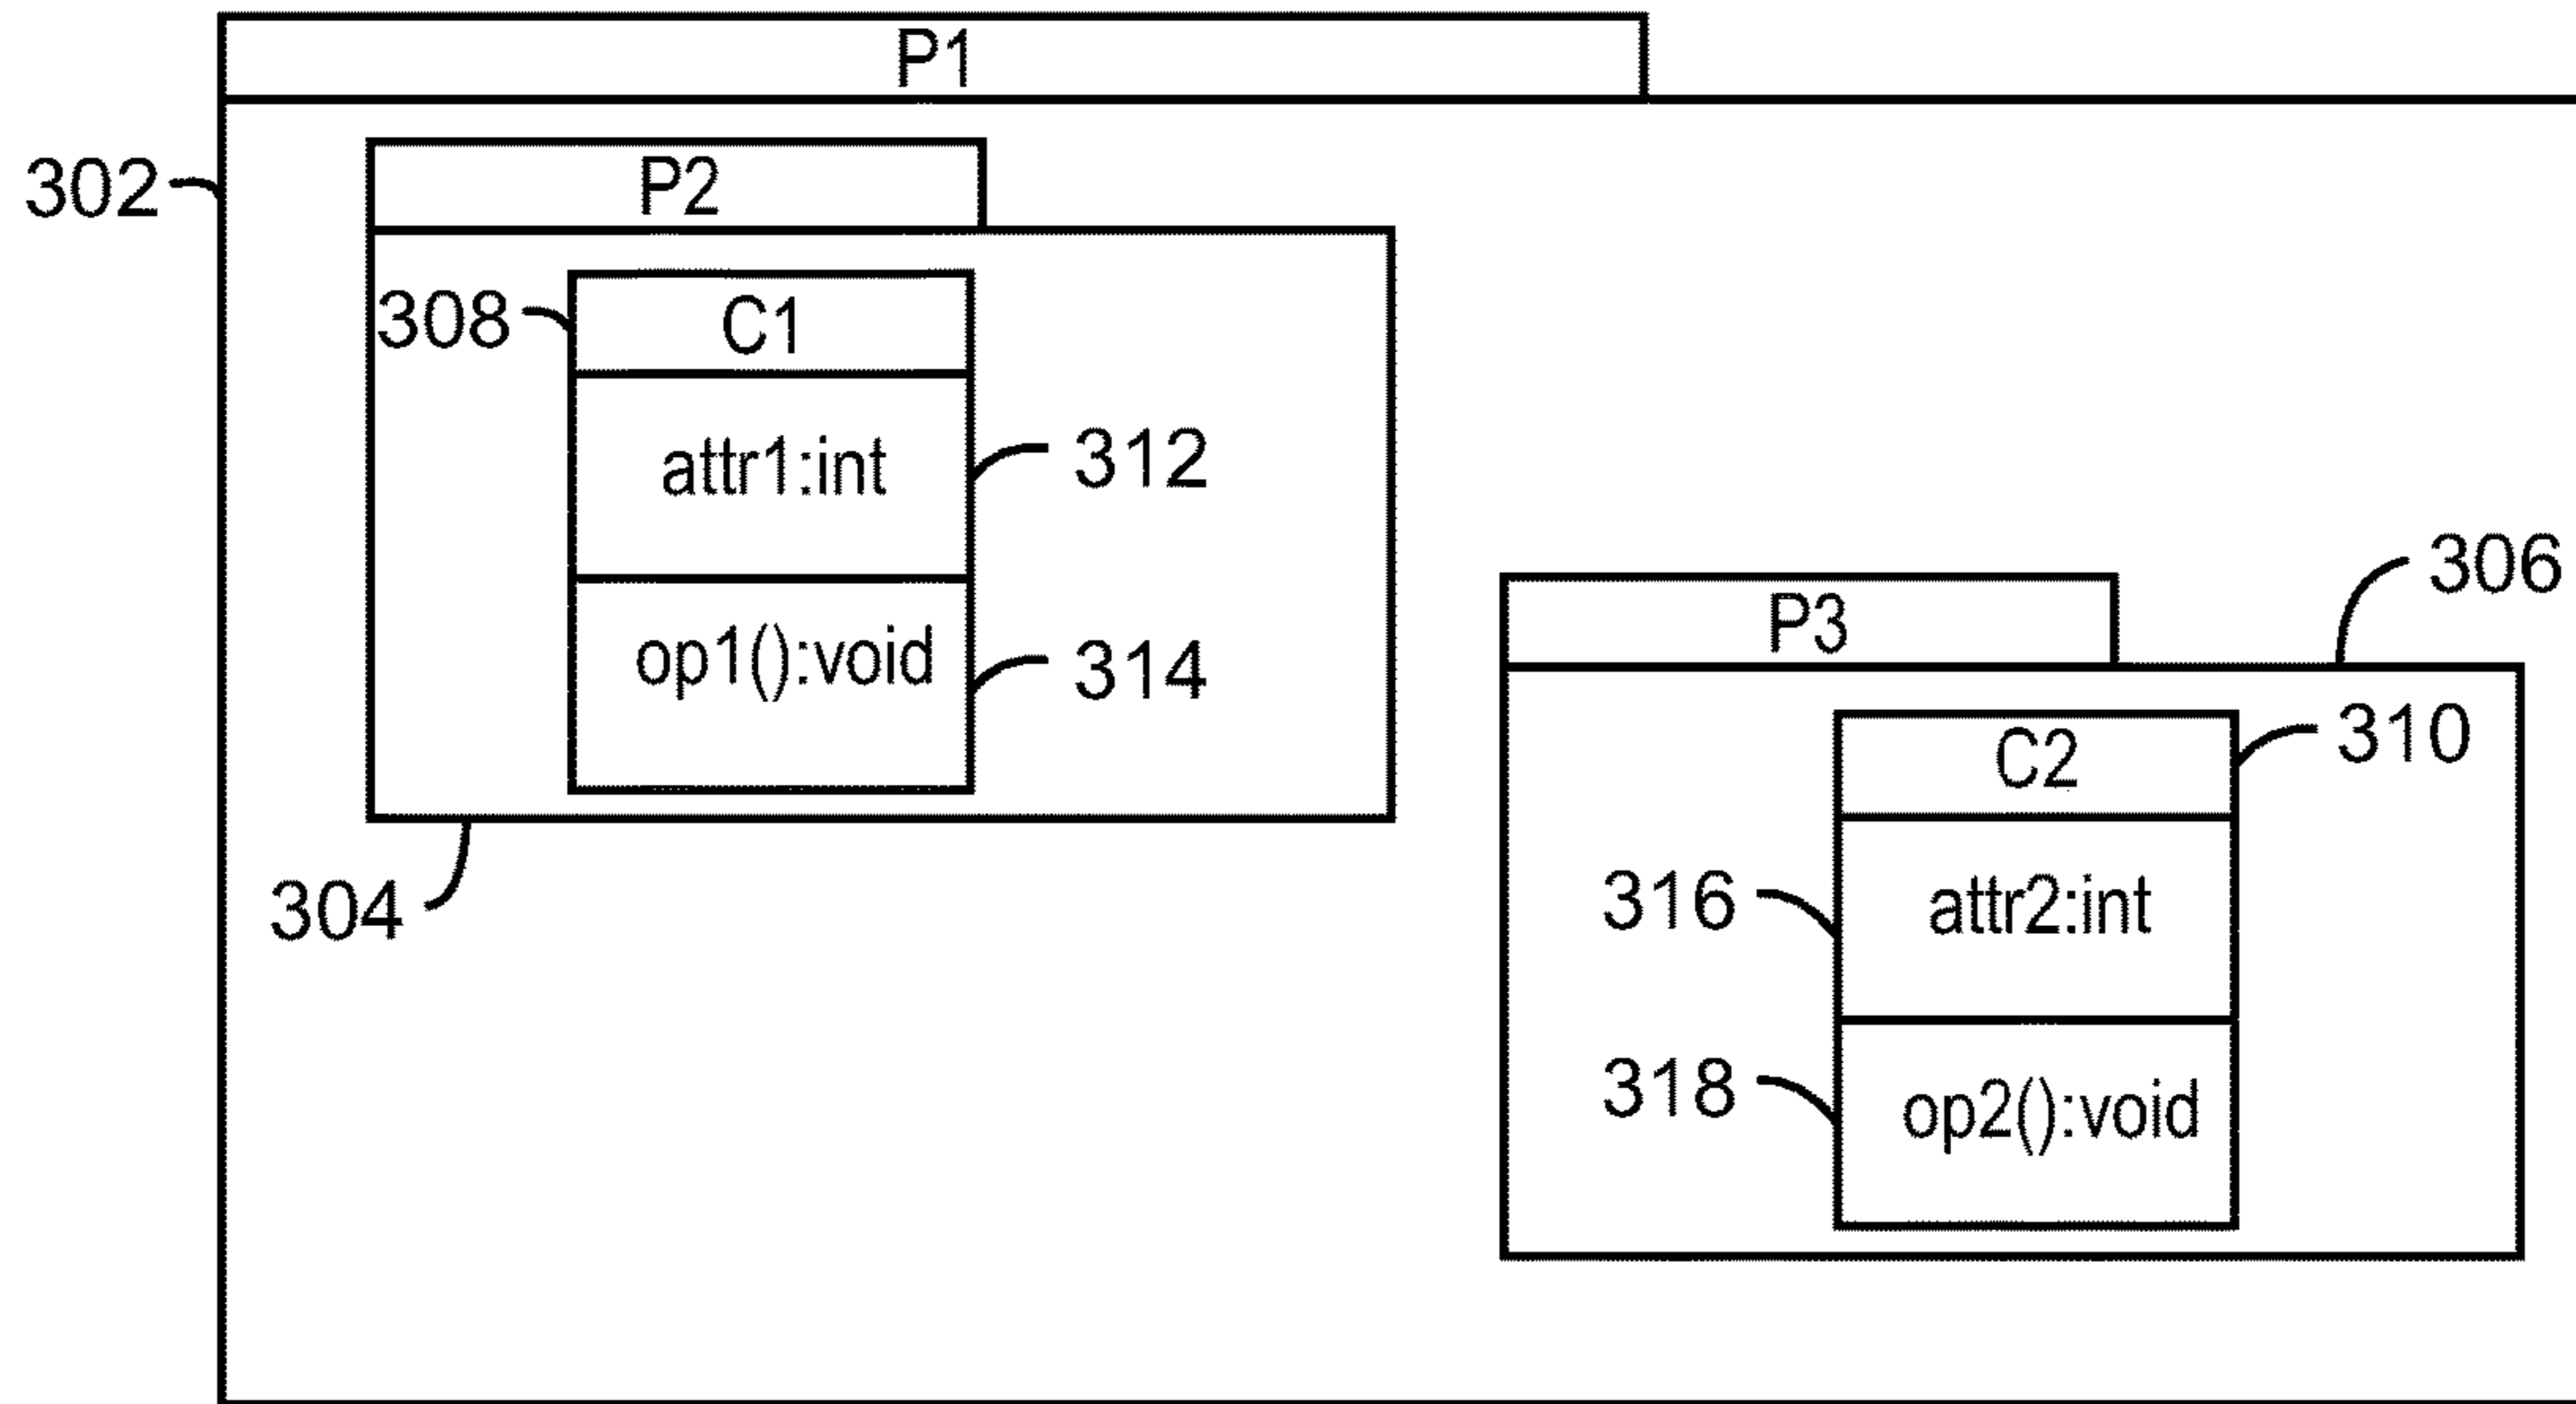 P1
302
P2
308
C1
attr1:int
312
op1():void
314
304
306
P3
310
C2
316
attr2:int
318
op2():void